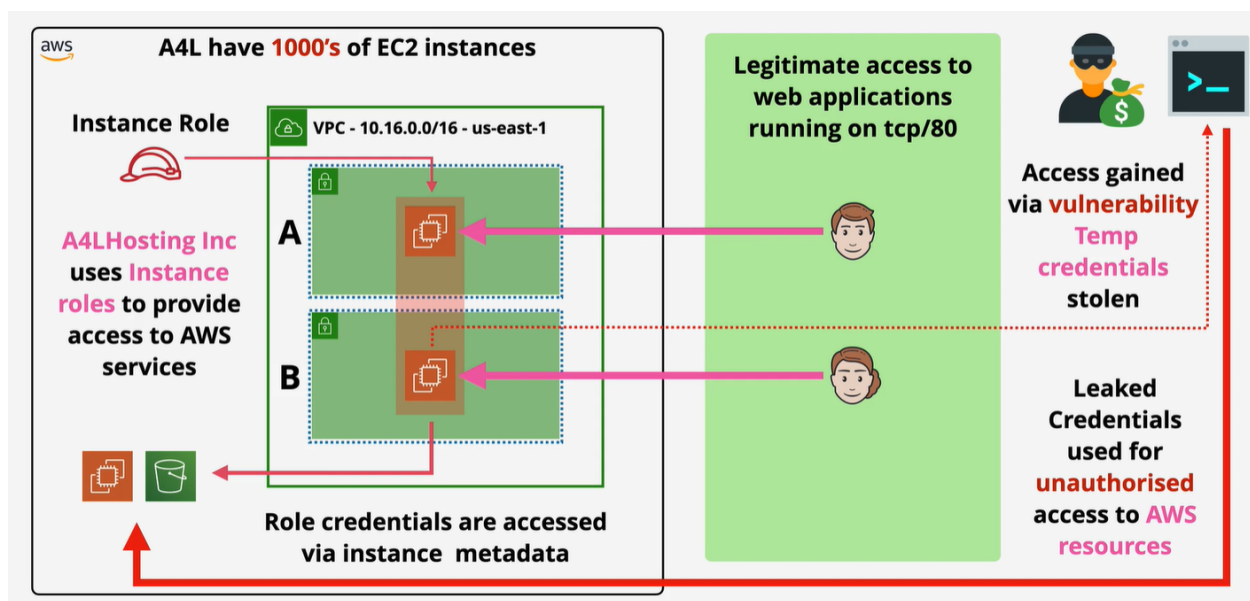 aws
A4L have 1000's of EC2 instances
Instance Role
VPC - 10.16.0.0/16 - us-east-1
A4LHosting Inc
uses Instance
roles to provide
access to AWS
services
A
B
Role credentials are accessed
via instance metadata
Legitimate access to
web applications
running on tcp/80
$
>_
Access gained
via vulnerability
Temp
credentials
stolen
Leaked
Credentials
used for
unauthorised
access to AWS
resources